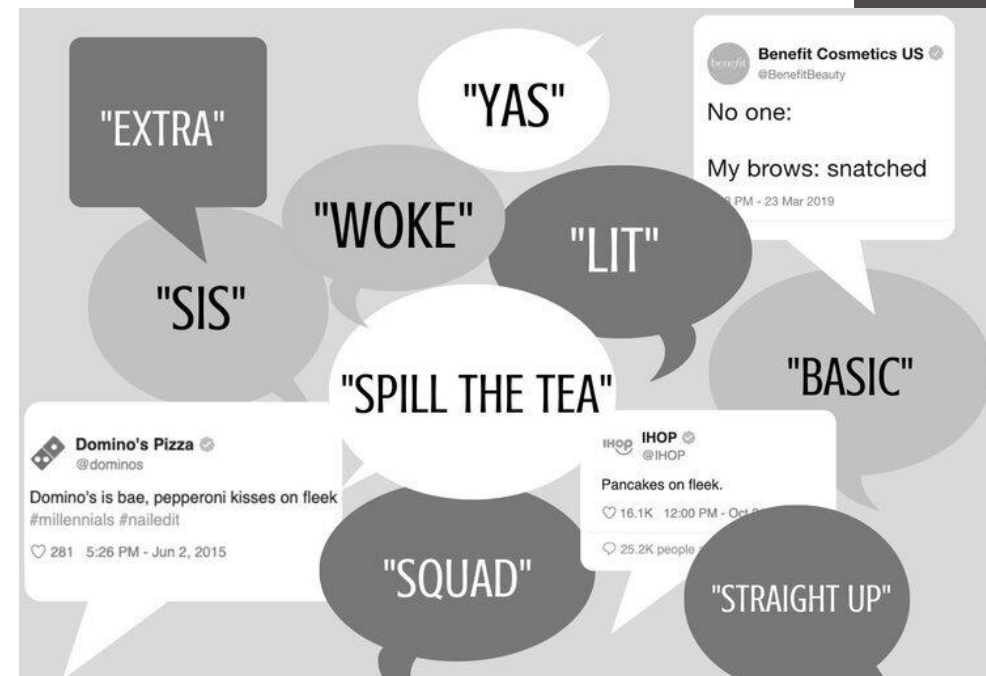 "EXTRA"
"YAS"
benefit
Benefit Cosmetics US
@BenefitBeauty
No one:
My brows: snatched
PM - 23 Mar 2019
"WOKE"
"LIT"
"SIS"
"SPILL THE TEA"
"BASIC"
Domino's Pizza
@dominos
Domino's is bae, pepperoni kisses on fleek
#millennials #nailedit
281 5:26 PM - Jun 2, 2015
IHOP
IHOP
@IHOP
Pancakes on fleek.
16.1K 12:00 PM - Oct
25.2K people
"SQUAD"
"STRAIGHT UP"